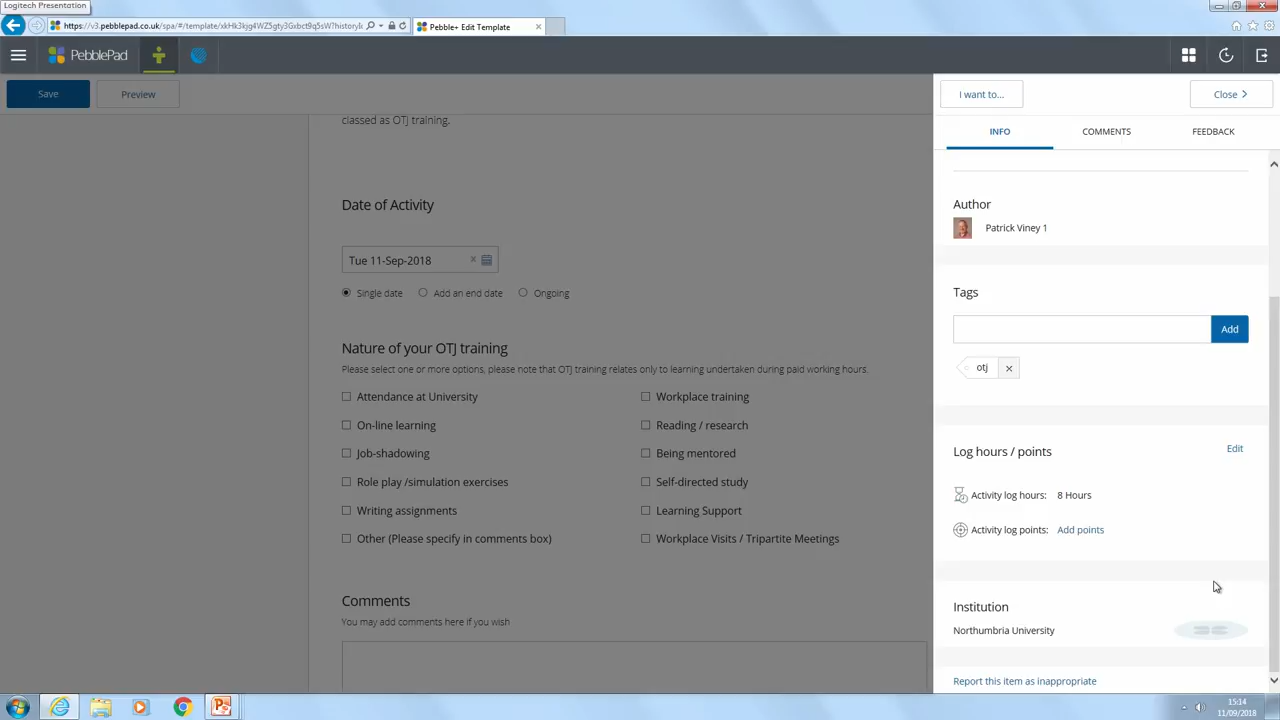 Logitech Presentation
https://v3.pebblepad.co.uk/spa/#/template/xkHk3kjg4WZ5gty3Gxbct9q5sW?historyI
Pebble+ Edit Template
PebblePad
Save
Preview
I want to...
Close
INFO
COMMENTS
FEEDBACK
classed as OTJ training.
Date of Activity
Tue 11-Sep-2018
Single date
Add an end date
Ongoing
Nature of your OTJ training
Please select one or more options, please note that OTJ training relates only to learning undertaken during paid working hours.
Attendance at University
Workplace training
On-line learning
Reading / research
Job-shadowing
Being mentored
Role play /simulation exercises
Self-directed study
Writing assignments
Learning Support
Other (Please specify in comments box)
Workplace Visits / Tripartite Meetings
Comments
You may add comments here if you wish
Author
Patrick Viney 1
Tags
Add
otj
Log hours / points
Edit
Activity log hours: 8 Hours
Activity log points: Add points
Institution
Northumbria University
Report this item as inappropriate
15:14
11/09/2018